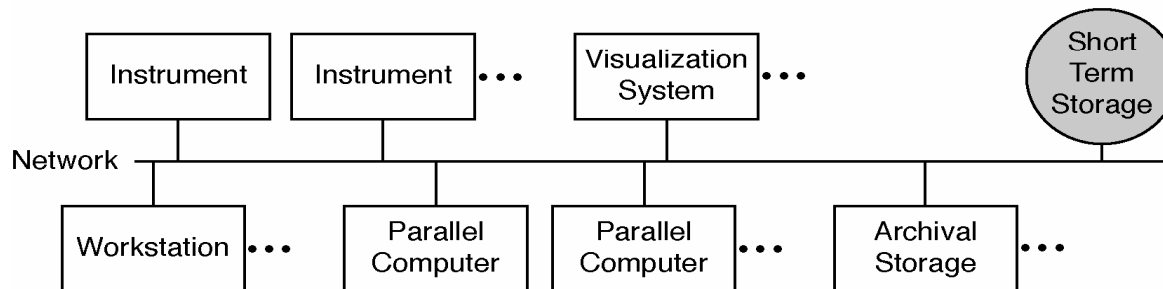 Instrument
Instrument
Visualization
System
Short
Term
Storage
Network
Workstation
Parallel
Computer
Parallel
Computer
Archival
Storage